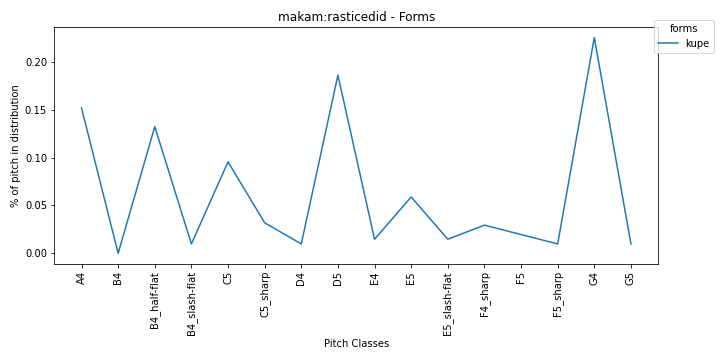 makam:rasticedid - Forms
forms
kupe
% of pitch in distribution
0.20
0.15
0.10
0.05
0.00
A4
B4
B4_half-flat
B4_slash-flat
C5
C5_sharp
D4
D5
E4
E5
E5_slash-flat
F4_sharp
F5
F5_sharp
G4
G5
Pitch Classes